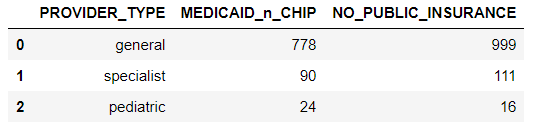 PROVIDER_TYPE MEDICAID_n_CHIP NO_PUBLIC_INSURANCE
0 general 778 999
1 specialist 90 111
2 pediatric 24 16